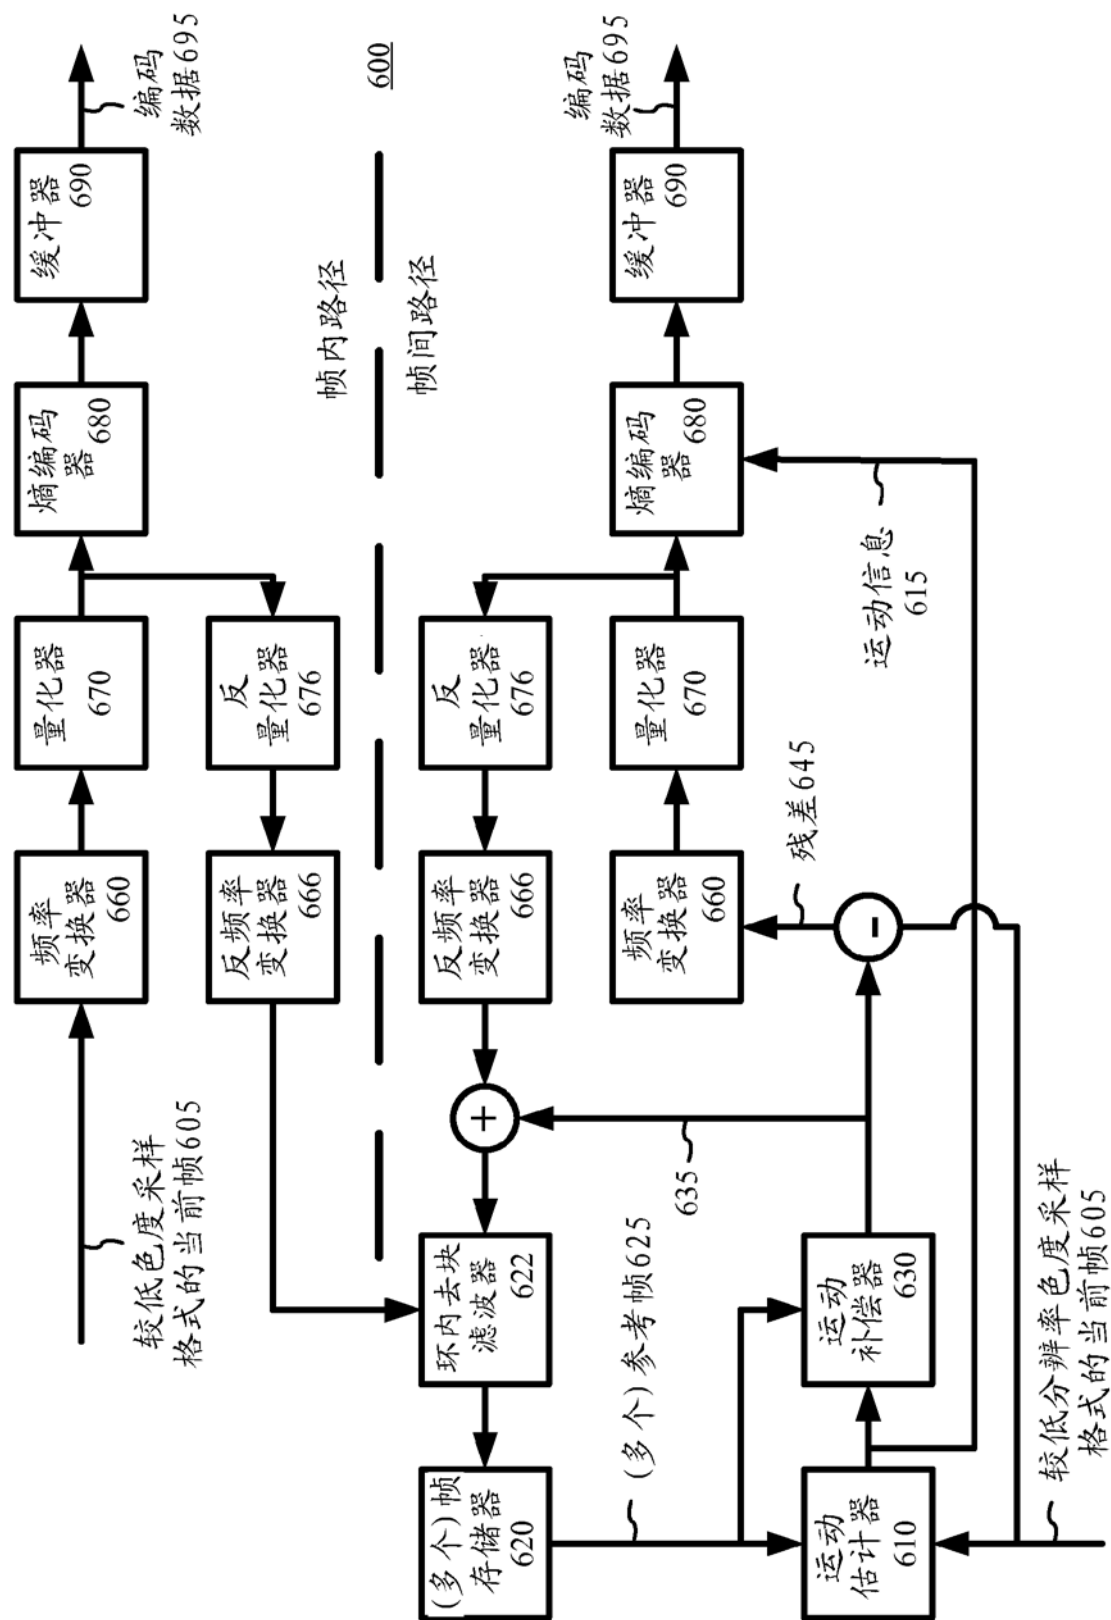 编码
数据695
缓冲器
690
熵编码
器
680
量化器
670
频率
变换器
660
反
量化器
676
反频率
变换器
666
较低色度采样
格式的当前帧605
600
帧内路径
帧间路径
编码
数据695
缓冲器
690
熵编码
器
680
反
量化器
676
量化器
670
反频率
变换器
666
频率
变换器
660
运动信息
615
残差645
+
-
635
环内去块
滤波器
622
(多个)帧
存储器
620
(多个)参考帧625
运动
补偿器
630
运动
估计器
610
较低分辨率色度采样
格式的当前帧605